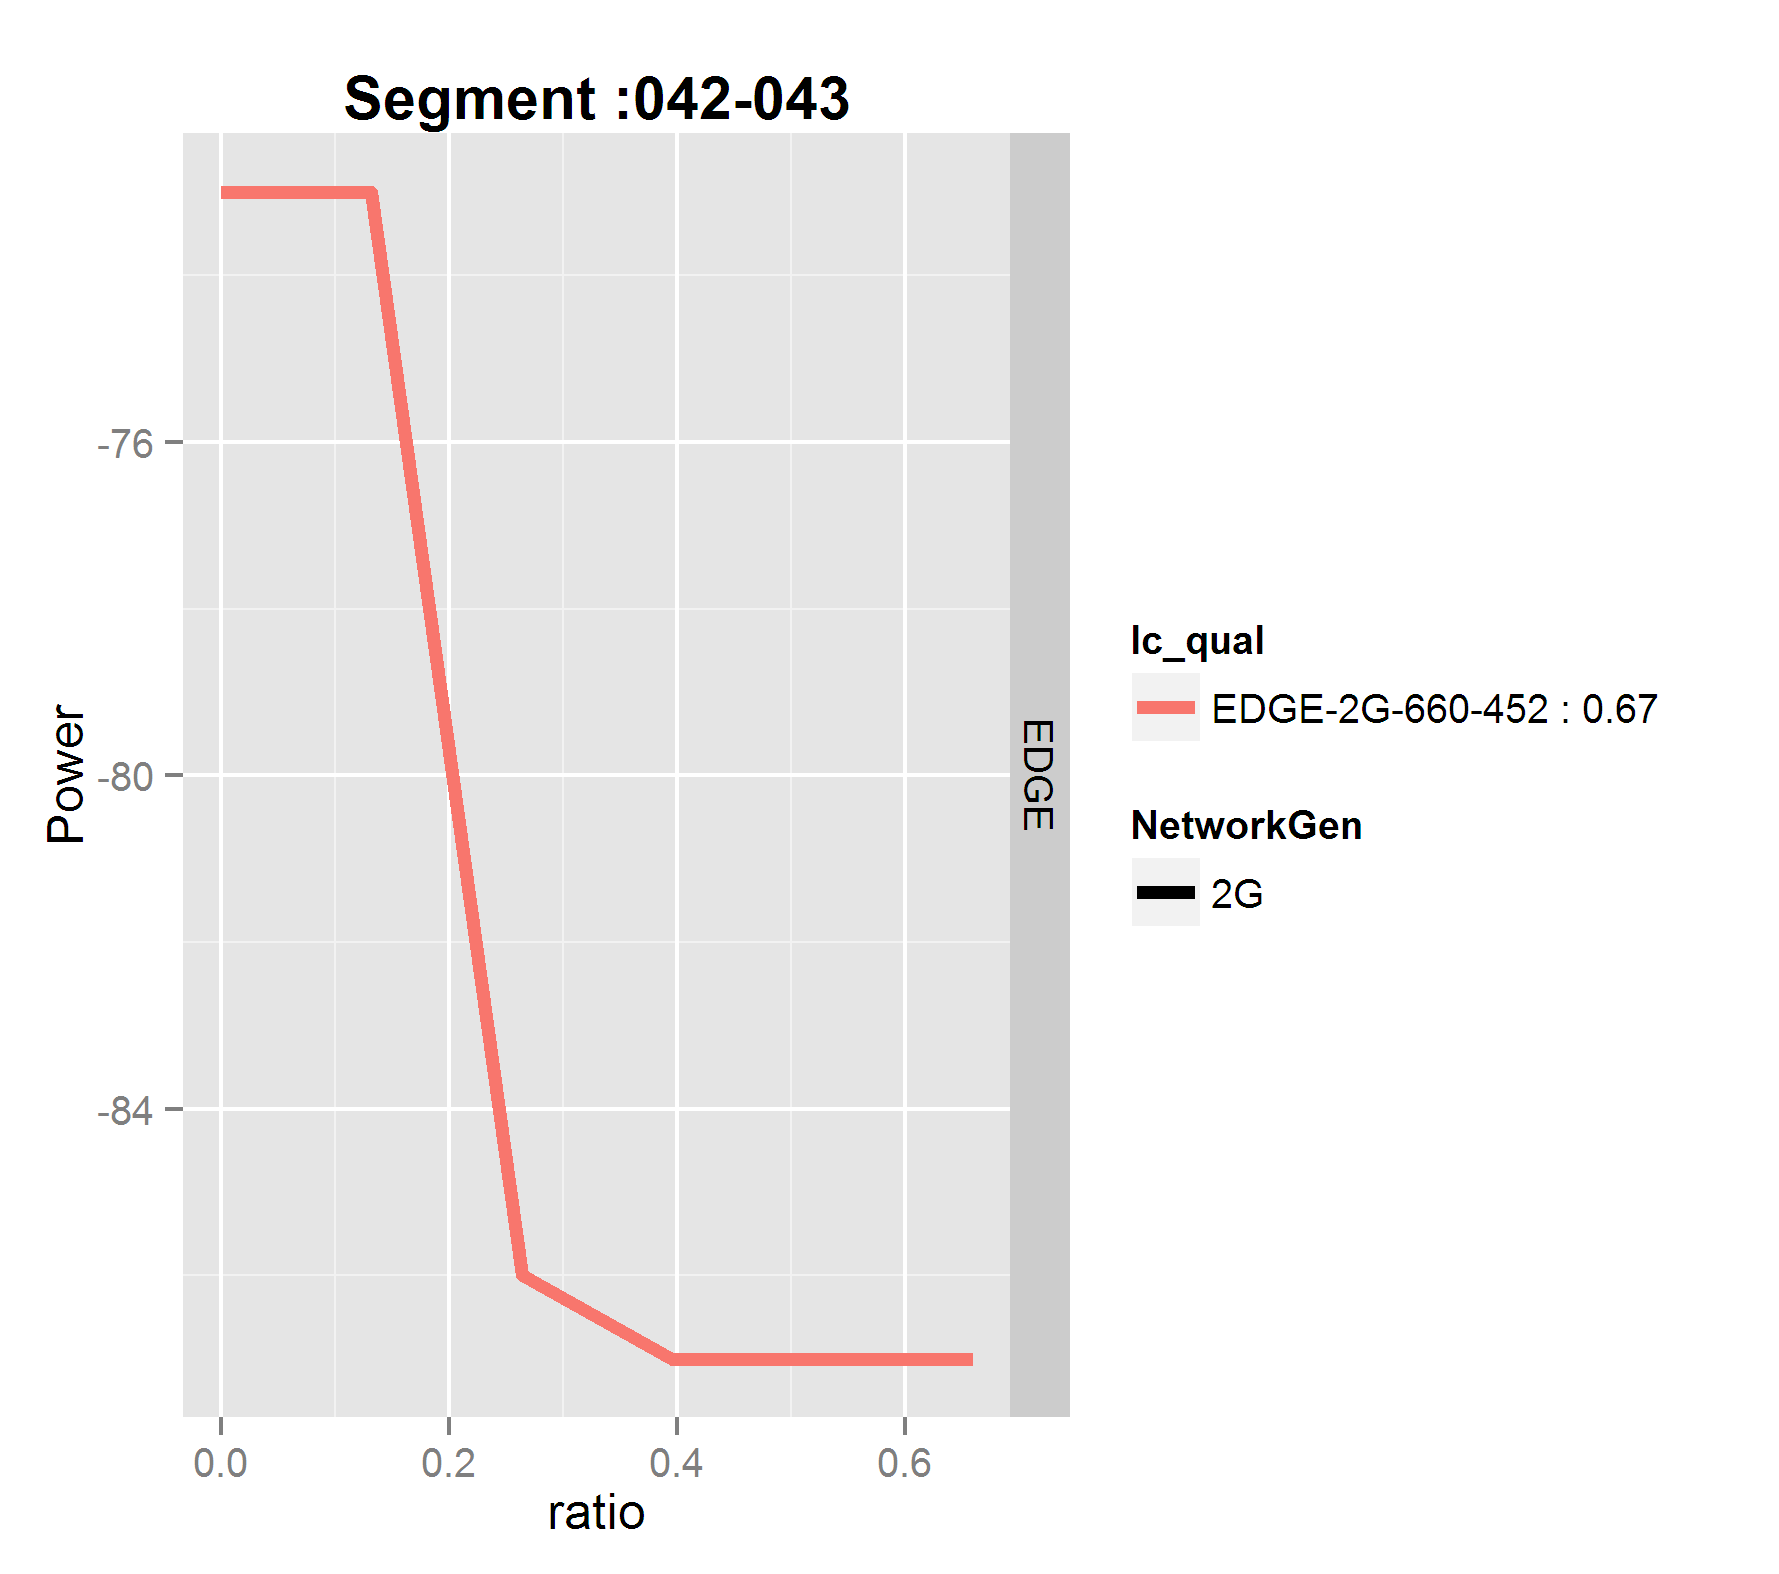 Segment :042-043
-76
-80
-84
Power
0.0 0.2 0.4 0.6
ratio
EDGE
lc_qual
EDGE-2G-660-452 : 0.67
NetworkGen
2G